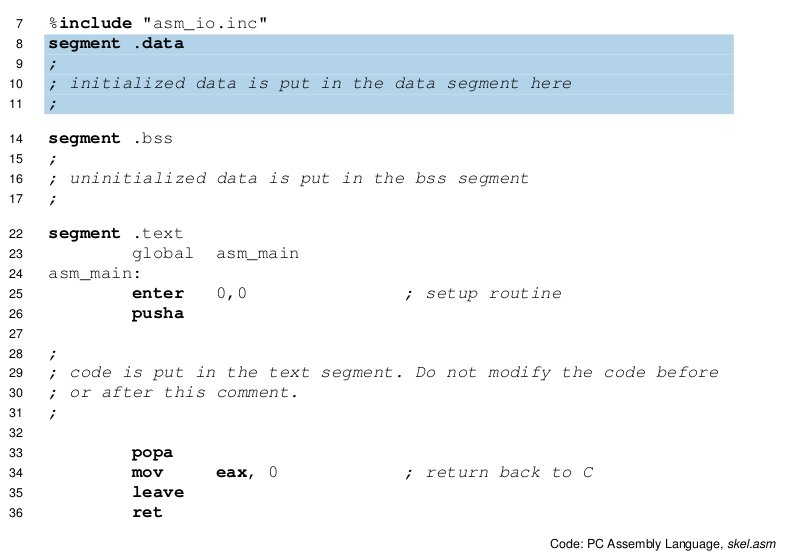 7 %include "asm_io.inc"
8 segment .data
9 ;
10 ; initialized data is put in the data segment here
11 ;
14 segment .bss
15 ;
16 ; uninitialized data is put in the bss segment
17 ;
22 segment .text
23 global asm_main
24 asm_main:
25 enter 0,0 ; setup routine
26 pusha
27
28 ;
29 ; code is put in the text segment. Do not modify the code before
30 ; or after this comment.
31 ;
32
33 popa
34 mov eax, 0 ; return back to C
35 leave
36 ret
Code: PC Assembly Language, skel.asm